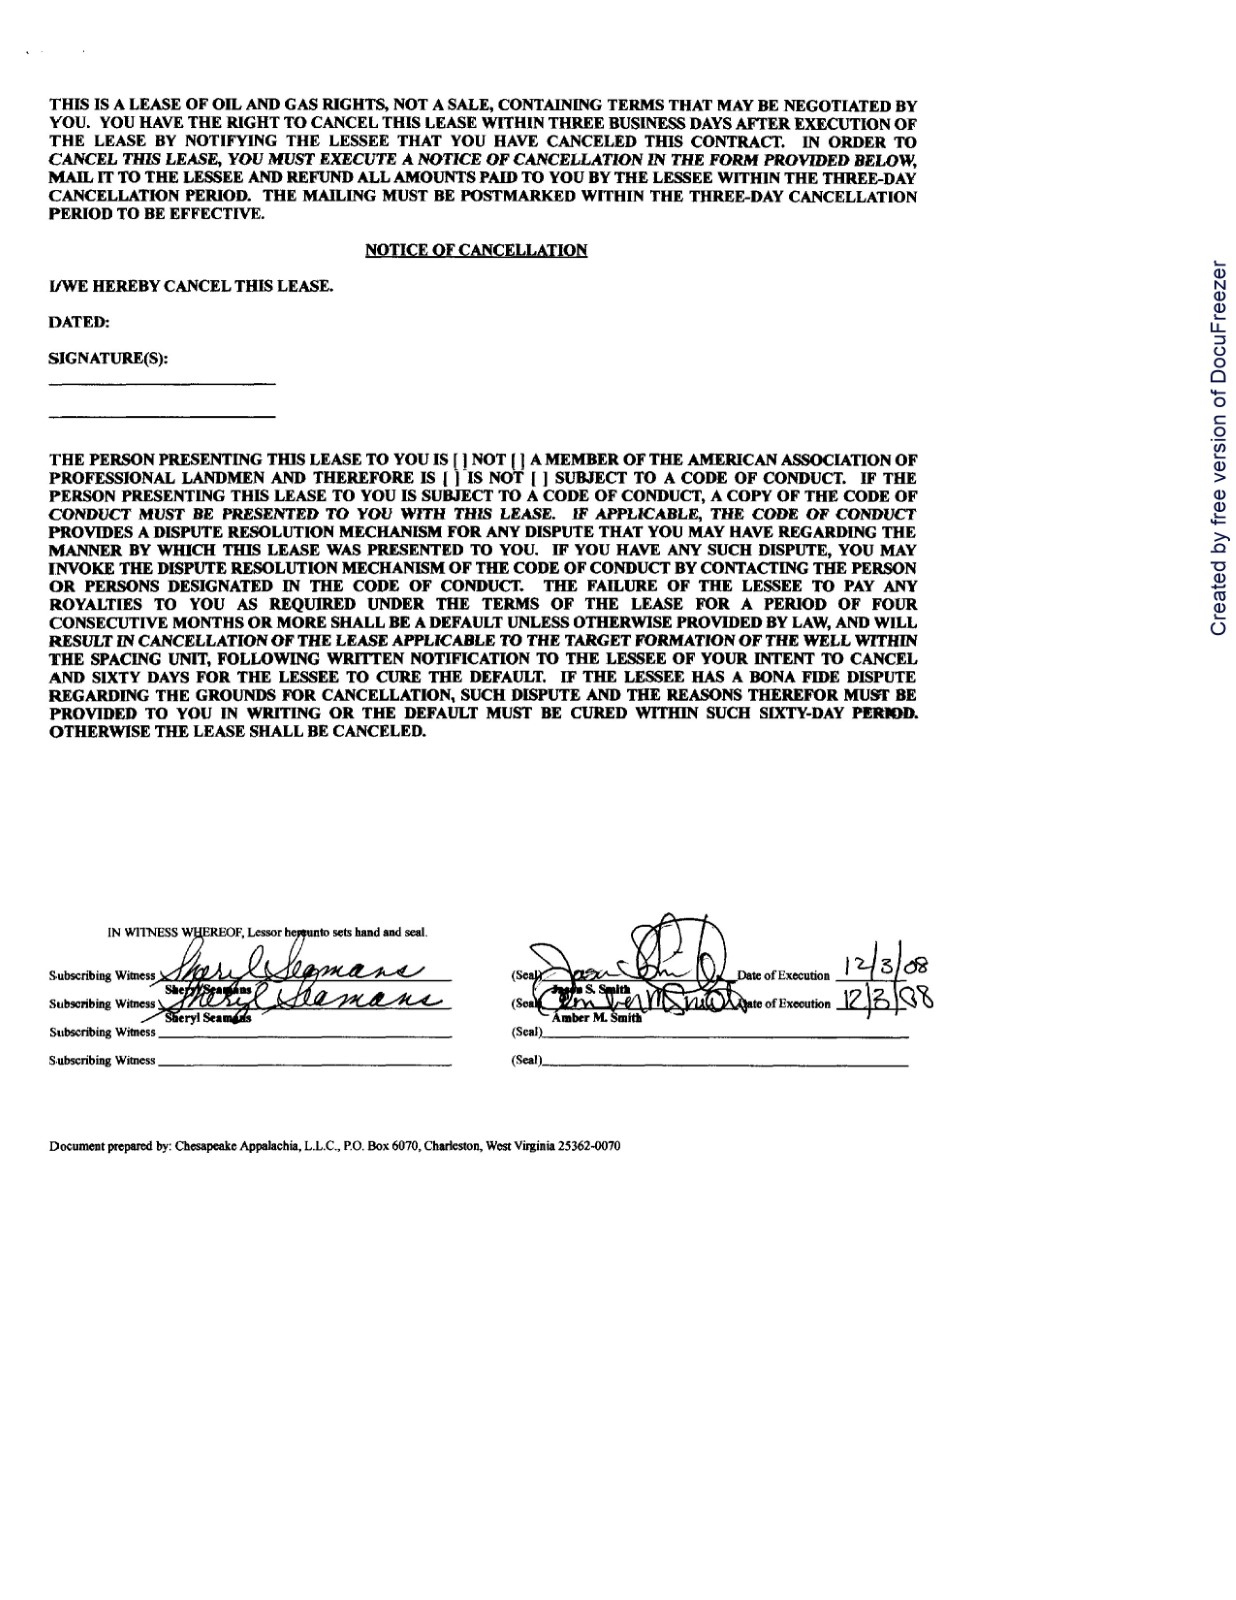 THIS IS A LEASE OF OIL AND GAS RIGHTS, NOT A SALE, CONTAINING TERMS THAT MAY BE NEGOTIATED BY
YOU. YOU HAVE THE RIGHT TO CANCEL THIS LEASE WITHIN THREE BUSINESS DAYS AFTER EXECUTION OF
THE LEASE BY NOTIFYING THE LESSEE THAT YOU HAVE CANCELED THIS CONTRACT. IN ORDER TO
CANCEL THIS LEASE, YOU MUST EXECUTE A NOTICE OF CANCELLATION IN THE FORM PROVIDED BELOW,
MAIL IT TO THE LESSEE AND REFUND ALL AMOUNTS PAID TO YOU BY THE LESSEE WITHIN THE THREE-DAY
CANCELLATION PERIOD. THE MAILING MUST BE POSTMARKED WITHIN THE THREE-DAY CANCELLATION
PERIOD TO BE EFFECTIVE.
NOTICE OF CANCELLATION
I/WE HEREBY CANCEL THIS LEASE.
DATED:
SIGNATURE(S):
THE PERSON PRESENTING THIS LEASE TO YOU IS [ ] NOT [ ] A MEMBER OF THE AMERICAN ASSOCIATION OF
PROFESSIONAL LANDMEN AND THEREFORE IS [ ] IS NOT [ ] SUBJECT TO A CODE OF CONDUCT. IF THE
PERSON PRESENTING THIS LEASE TO YOU IS SUBJECT TO A CODE OF CONDUCT, A COPY OF THE CODE OF
CONDUCT MUST BE PRESENTED TO YOU WITH THIS LEASE. IF APPLICABLE, THE CODE OF CONDUCT
PROVIDES A DISPUTE RESOLUTION MECHANISM FOR ANY DISPUTE THAT YOU MAY HAVE REGARDING THE
MANNER BY WHICH THIS LEASE WAS PRESENTED TO YOU. IF YOU HAVE ANY SUCH DISPUTE, YOU MAY
INVOKE THE DISPUTE RESOLUTION MECHANISM OF THE CODE OF CONDUCT BY CONTACTING THE PERSON
OR PERSONS DESIGNATED IN THE CODE OF CONDUCT. THE FAILURE OF THE LESSEE TO PAY ANY
ROYALTIES TO YOU AS REQUIRED UNDER THE TERMS OF THE LEASE FOR A PERIOD OF FOUR
CONSECUTIVE MONTHS OR MORE SHALL BE A DEFAULT UNLESS OTHERWISE PROVIDED BY LAW, AND WILL
RESULT IN CANCELLATION OF THE LEASE APPLICABLE TO THE TARGET FORMATION OF THE WELL WITHIN
THE SPACING UNIT, FOLLOWING WRITTEN NOTIFICATION TO THE LESSEE OF YOUR INTENT TO CANCEL
AND SIXTY DAYS FOR THE LESSEE TO CURE THE DEFAULT. IF THE LESSEE HAS A BONA FIDE DISPUTE
REGARDING THE GROUNDS FOR CANCELLATION, SUCH DISPUTE AND THE REASONS THEREFOR MUST BE
PROVIDED TO YOU IN WRITING OR THE DEFAULT MUST BE CURED WITHIN SUCH SIXTY-DAY PERIOD.
OTHERWISE THE LEASE SHALL BE CANCELED.
IN WITNESS WHEREOF, Lessor hereunto sets hand and seal.
Subscribing Witness Sheryl Seamans (Seal) Date of Execution 12/3/08
Sheryl Seamans Jason S. Smith
Subscribing Witness Sheryl Seamans (Seal) Amber M Smith Date of Execution 12/3/08
Sheryl Seamans Amber M. Smith
Subscribing Witness (Seal)
Subscribing Witness (Seal)
Document prepared by: Chesapeake Appalachia, L.L.C., P.O. Box 6070, Charleston, West Virginia 25362-0070
Created by free version of DocuFreezer